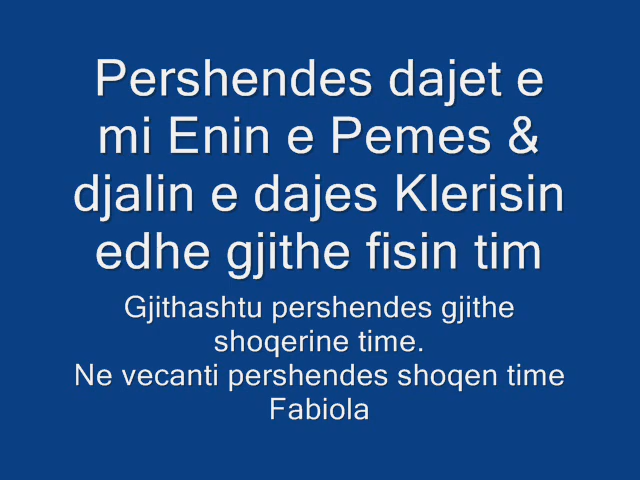 Pershendes dajet e
mi Enin e Pemes &
djalin e dajes Klerisin
edhe gjithe fisin tim
Gjithashtu pershendes gjithe
shoqerine time.
Ne vecanti pershendes shoqen time
Fabiola